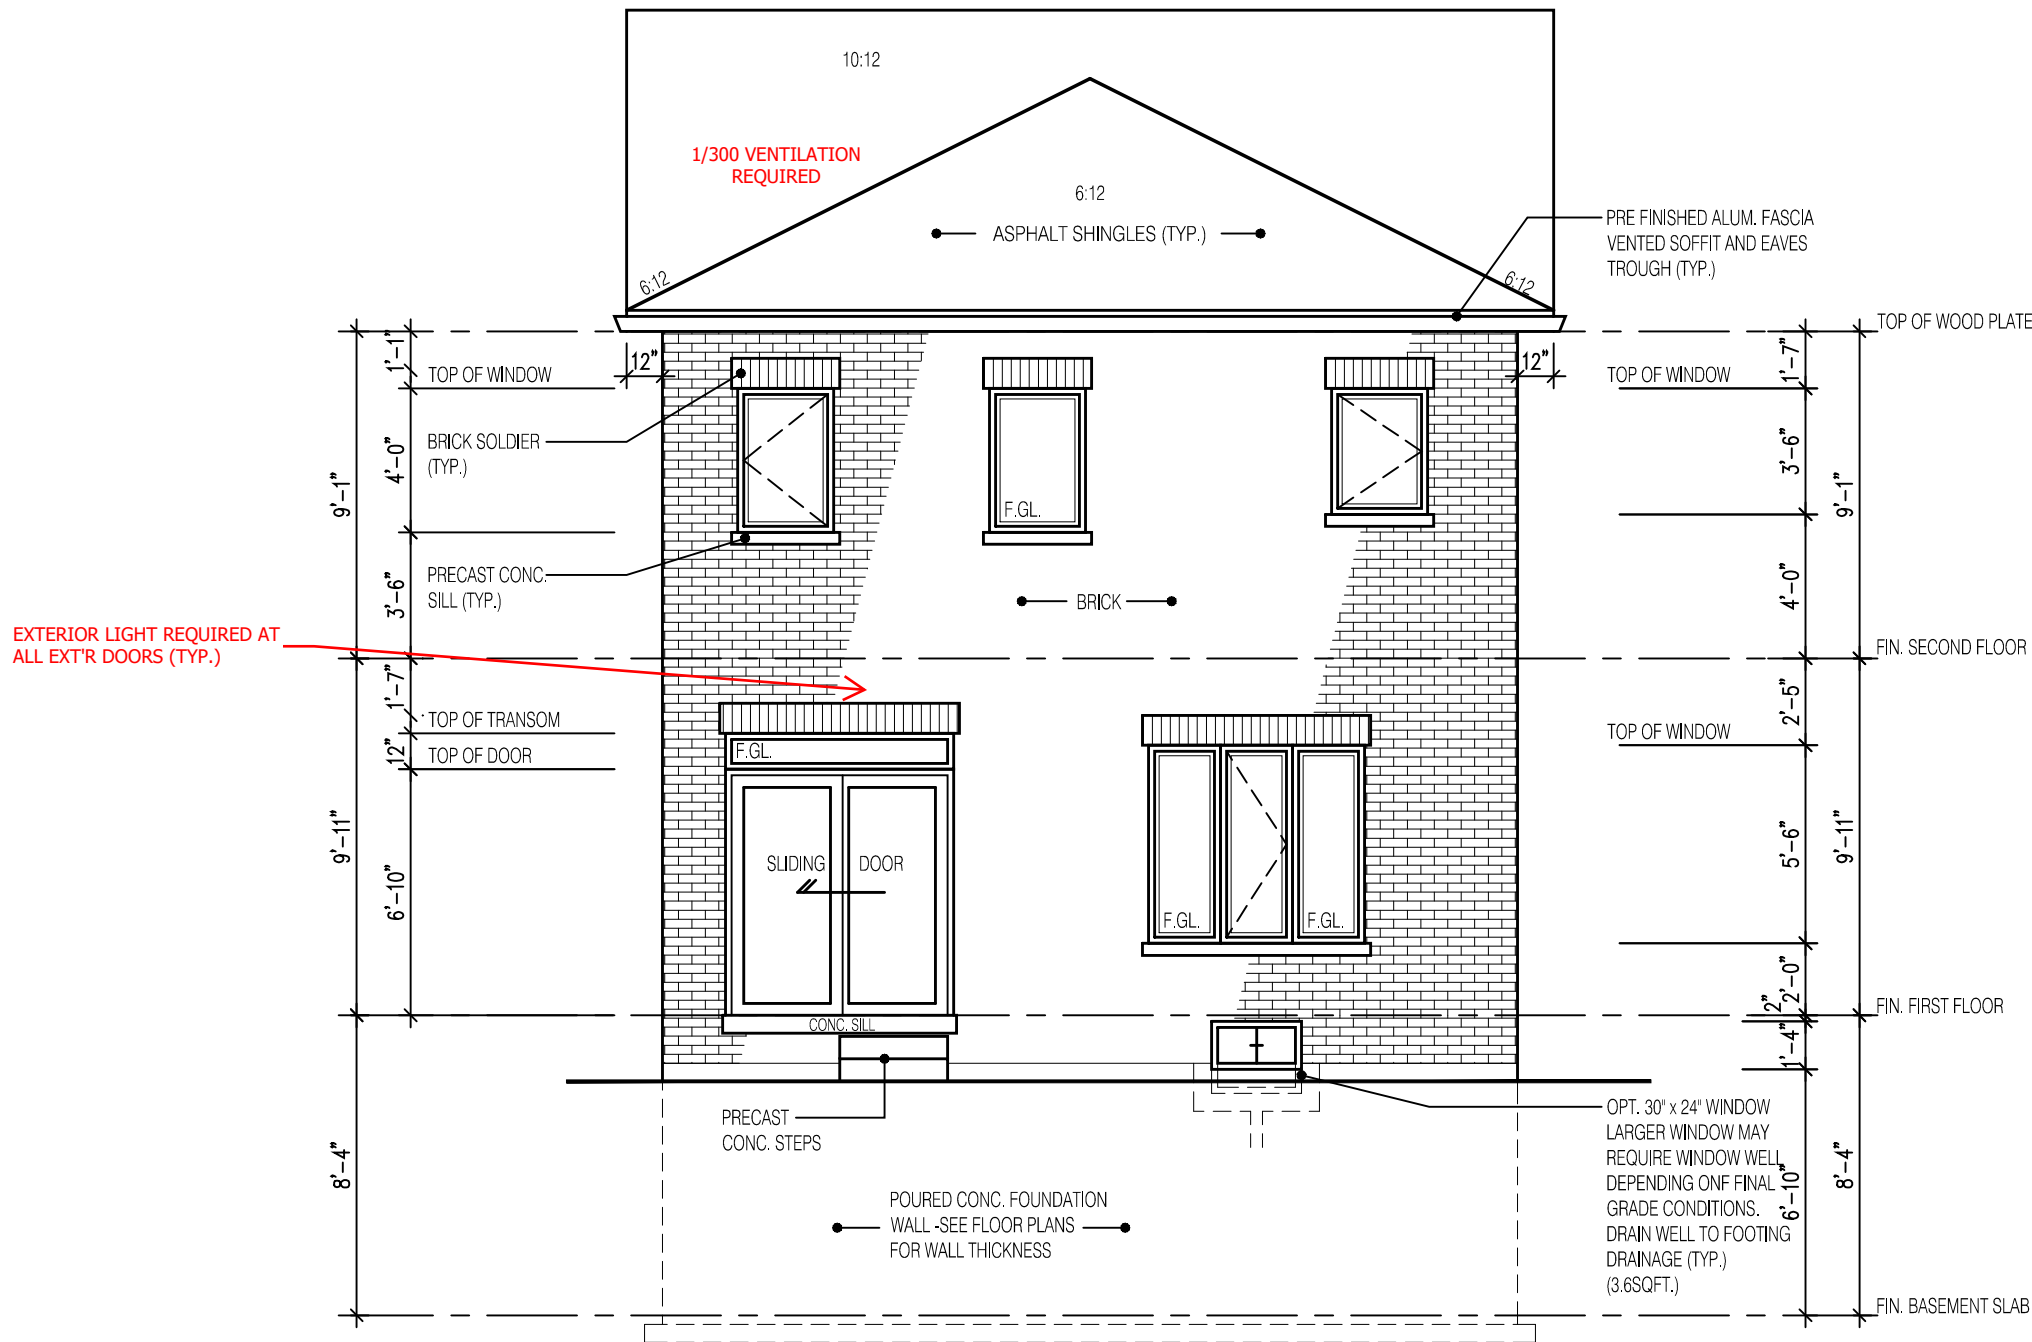 10:12
1/300 VENTILATION
REQUIRED
6:12
ASPHALT SHINGLES (TYP.)
6:12
6:12
PRE FINISHED ALUM. FASCIA
VENTED SOFFIT AND EAVES
TROUGH (TYP.)
TOP OF WOOD PLATE
1'-1"
12"
12"
1'-7"
TOP OF WINDOW
TOP OF WINDOW
BRICK SOLDIER
(TYP.)
4'-0"
9'-1"
3'-6"
9'-1"
F.GL.
PRECAST CONC.
SILL (TYP.)
3'-6"
BRICK
4'-0"
EXTERIOR LIGHT REQUIRED AT
ALL EXT'R DOORS (TYP.)
FIN. SECOND FLOOR
1'-7"
2'-5"
TOP OF TRANSOM
TOP OF WINDOW
12"
TOP OF DOOR
F.GL.
9'-11"
6'-10"
SLIDING DOOR
5'-6"
9'-11"
F.GL.
F.GL.
2'-0"
2"
FIN. FIRST FLOOR
CONC. SILL
1'-4"
PRECAST
CONC. STEPS
OPT. 30" x 24" WINDOW
LARGER WINDOW MAY
REQUIRE WINDOW WELL
DEPENDING ONF FINAL
GRADE CONDITIONS.
DRAIN WELL TO FOOTING
DRAINAGE (TYP.)
(3.6SQFT.)
8'-4"
6'-10"
8'-4"
POURED CONC. FOUNDATION
WALL -SEE FLOOR PLANS
FOR WALL THICKNESS
FIN. BASEMENT SLAB